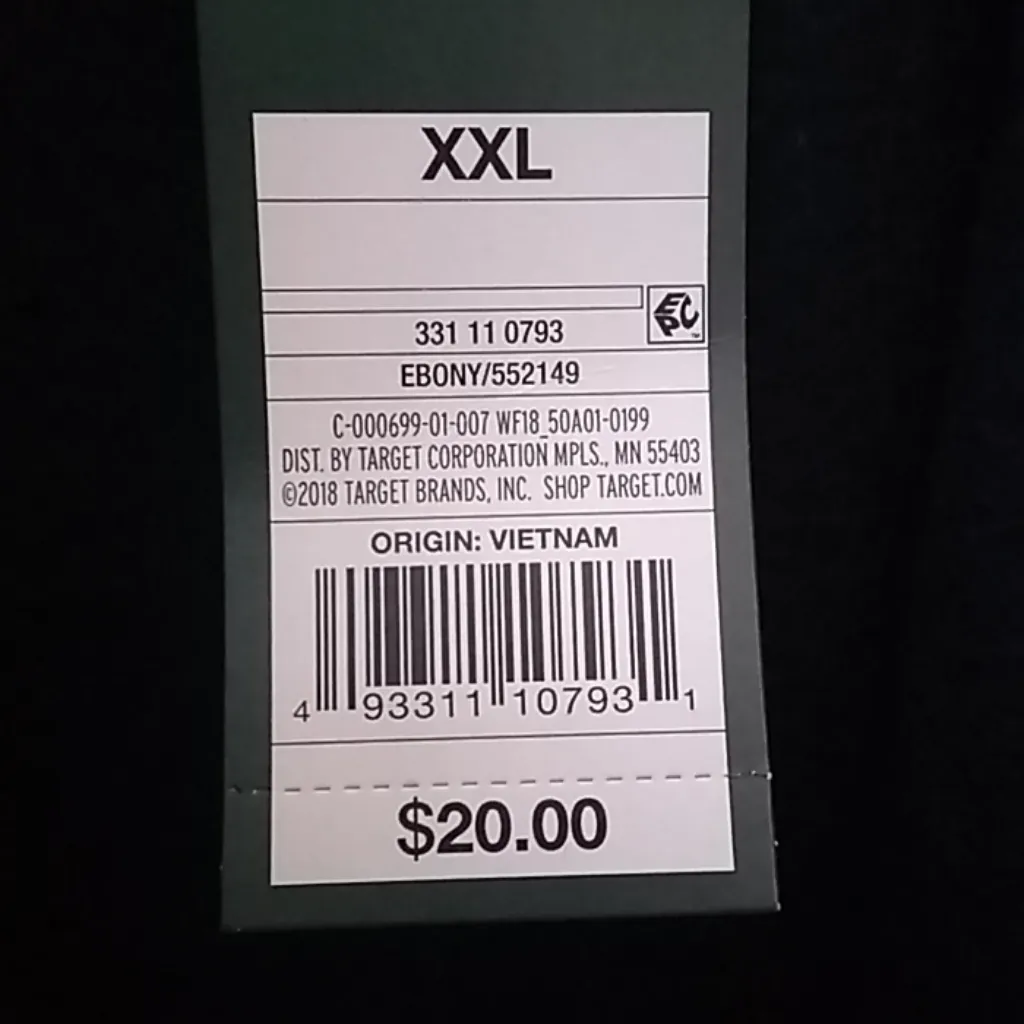 XXL
EPC
331 11 0793
EBONY/552149
C-000699-01-007 WF18_50A01-0199
DIST. BY TARGET CORPORATION MPLS., MN 55403
©2018 TARGET BRANDS, INC. SHOP TARGET.COM
ORIGIN: VIETNAM
4 93311 10793 1
$20.00